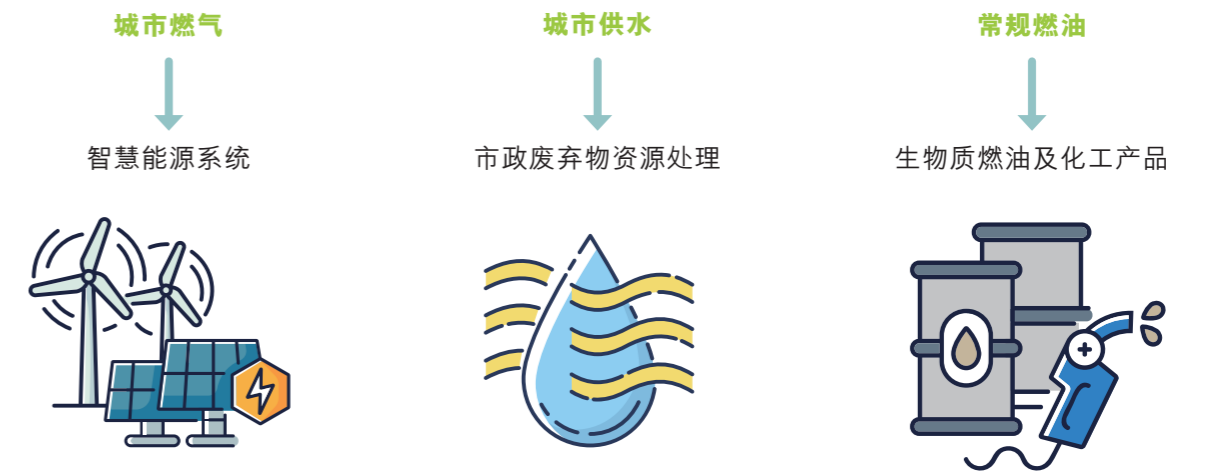 城市燃气
城市供水
常规燃油
智慧能源系统
市政废弃物资源处理
生物质燃油及化工产品